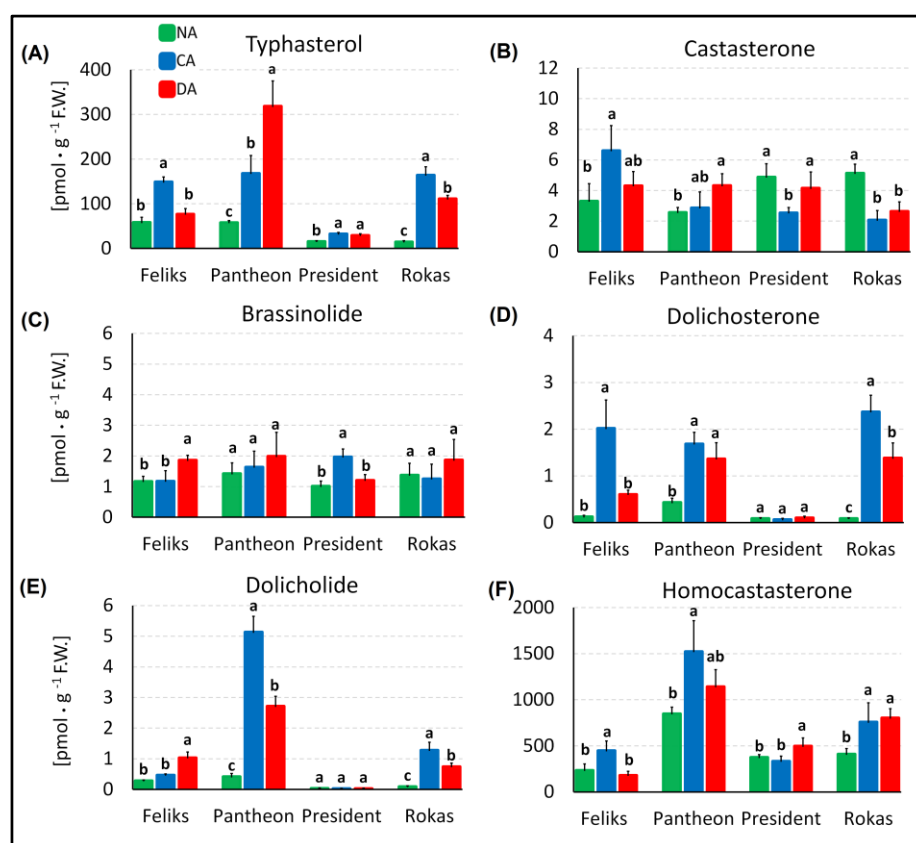 (A)
NA
CA
DA
Typhasterol
[pmol · g⁻¹ F.W.]
400
300
200
100
0
b
a
b
c
b
a
b
a
a
c
a
b
Feliks Pantheon President Rokas
(B)
Castasterone
12
10
8
6
4
2
0
b
a
ab
b
ab
a
a
b
a
a
b
b
Feliks Pantheon President Rokas
(C)
Brassinolide
[pmol · g⁻¹ F.W.]
6
5
4
3
2
1
0
b
b
a
a
a
a
b
a
b
a
a
a
Feliks Pantheon President Rokas
(D)
Dolichosterone
4
3
2
1
0
b
a
b
b
a
a
a
a
a
c
a
b
Feliks Pantheon President Rokas
(E)
Dolicholide
[pmol · g⁻¹ F.W.]
6
5
4
3
2
1
0
b
b
a
c
a
b
a
a
a
c
a
b
Feliks Pantheon President Rokas
(F)
Homocastasterone
2000
1500
1000
500
0
b
a
b
b
a
ab
b
b
a
b
a
a
Feliks Pantheon President Rokas